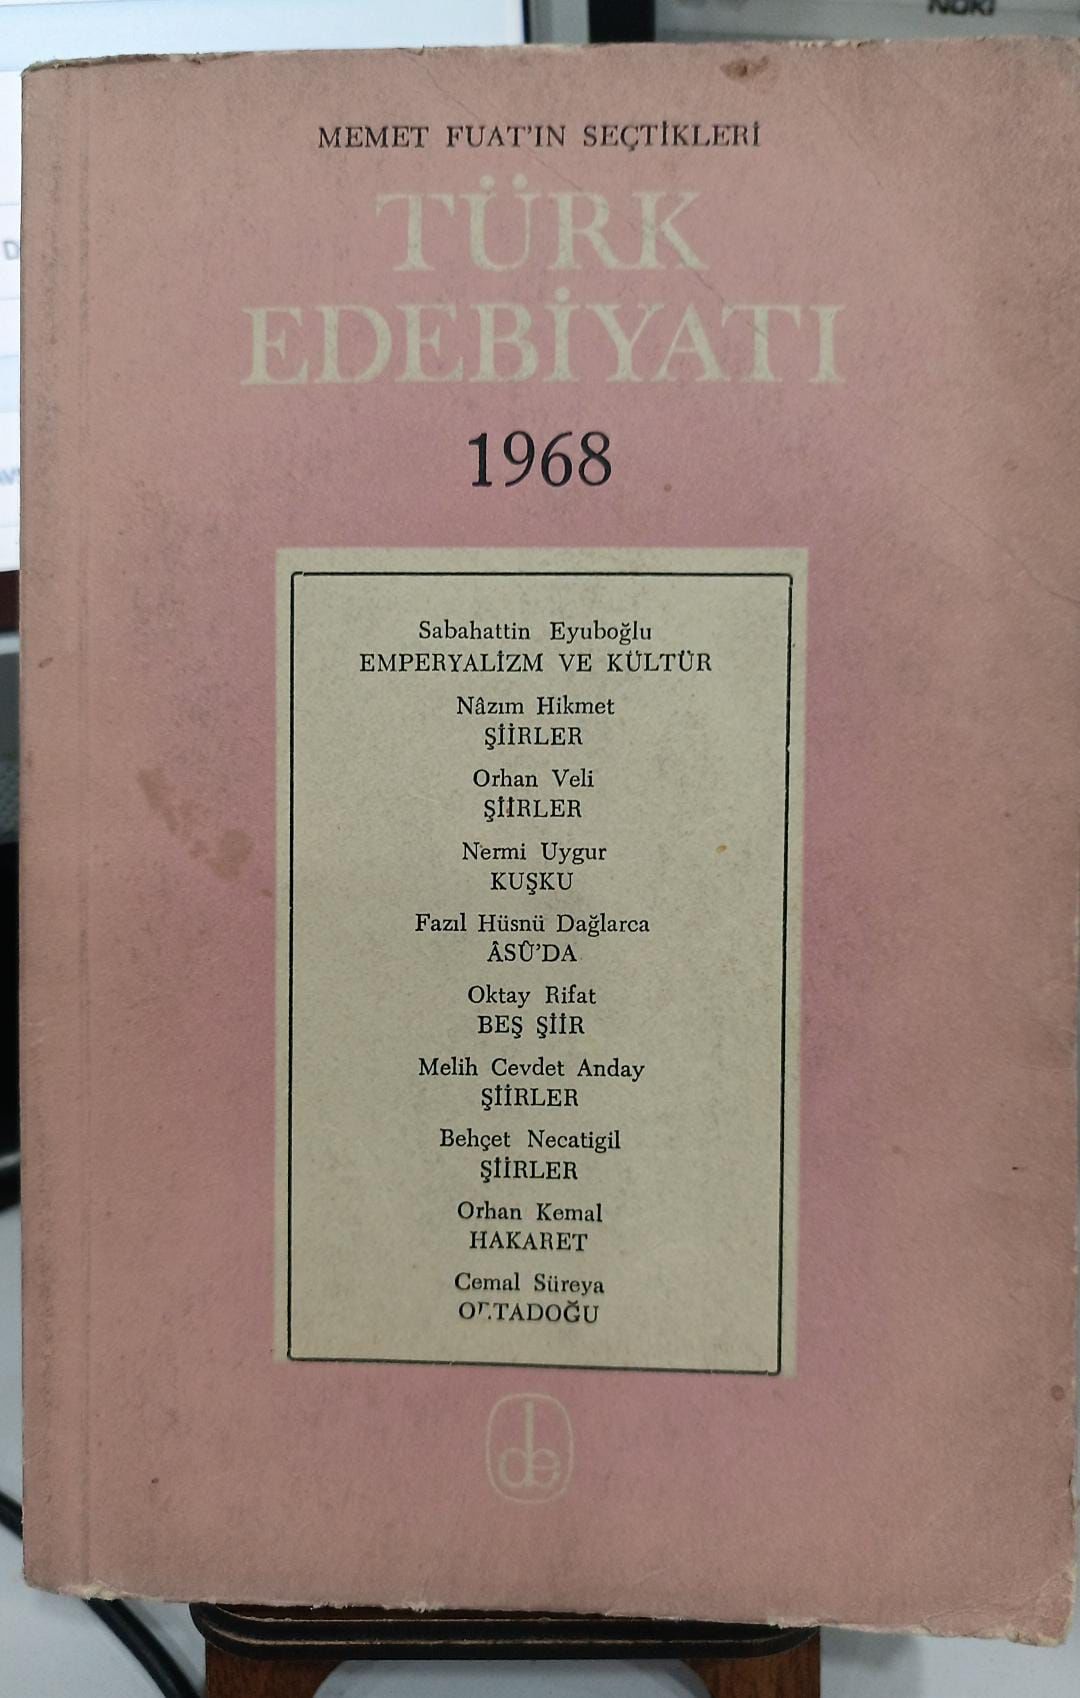 MEMET FUAT'IN SEÇTİKLERİ
TÜRK
EDEBİYATI
1968
Sabahattin Eyuboğlu
EMPERYALİZM VE KÜLTÜR
Nâzım Hikmet
ŞİİRLER
Orhan Veli
ŞİİRLER
Nermi Uygur
KUŞKU
Fazıl Hüsnü Dağlarca
ÂSÛ'DA
Oktay Rifat
BEŞ ŞİİR
Melih Cevdet Anday
ŞİİRLER
Behçet Necatigil
ŞİİRLER
Orhan Kemal
HAKARET
Cemal Süreya
ORTADOĞU
de